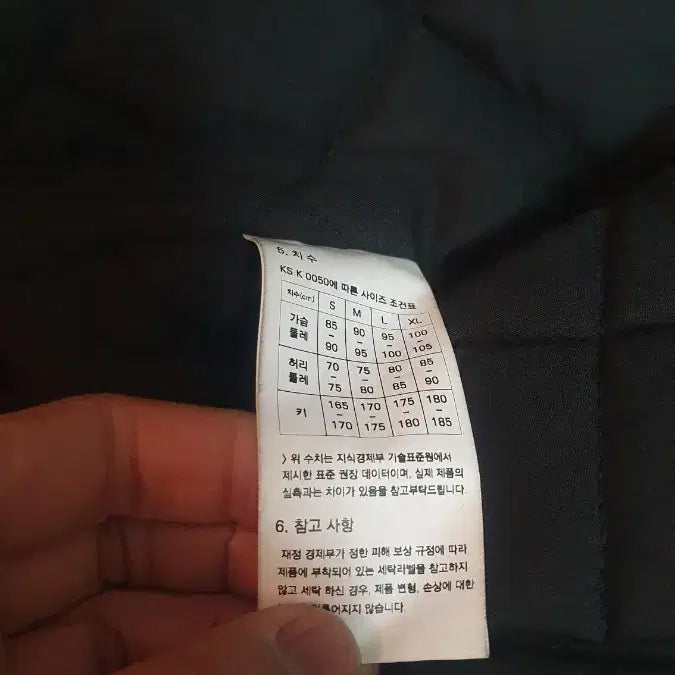 5. 치 수
KS K 0050에 따른 사이즈 조건표
치수(cm) S M L XL
가슴 둘레 85 - 90 90 - 95 95 - 100 100 - 105
허리 둘레 70 - 75 75 - 80 80 - 85 85 - 90
키 165 - 170 170 - 175 175 - 180 180 - 185
〉위 수치는 지식경제부 기술표준원에서
제시한 표준 권장 데이터이며, 실제 제품의
실측과는 차이가 있음을 참고부탁드립니다.
6. 참고 사항
재정 경제부가 정한 피해 보상 규정에 따라
제품에 부착되어 있는 세탁라벨을 참고하지
않고 세탁 하신 경우, 제품 변형, 손상에 대한
이루어지지 않습니다.